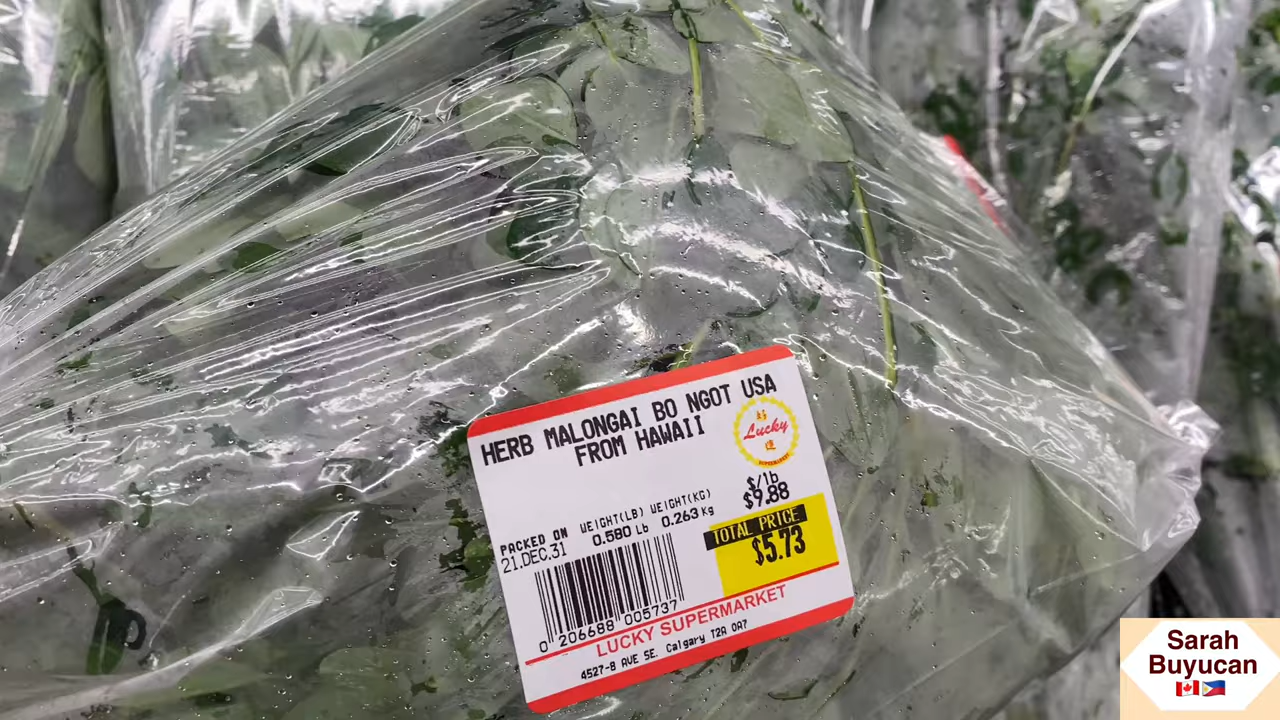 HERB MALONGAI BO NGOT USA
FROM HAWAII
Lucky
SUPERMARKET
$/lb
$9.88
PACKED ON WEIGHT(LB) WEIGHT(KG)
21.DEC.31 0.580 Lb 0.263 Kg
TOTAL PRICE
$5.73
0 206688 005737
LUCKY SUPERMARKET
4527-8 AVE SE. Calgary T2A 0A7
Sarah
Buyucan